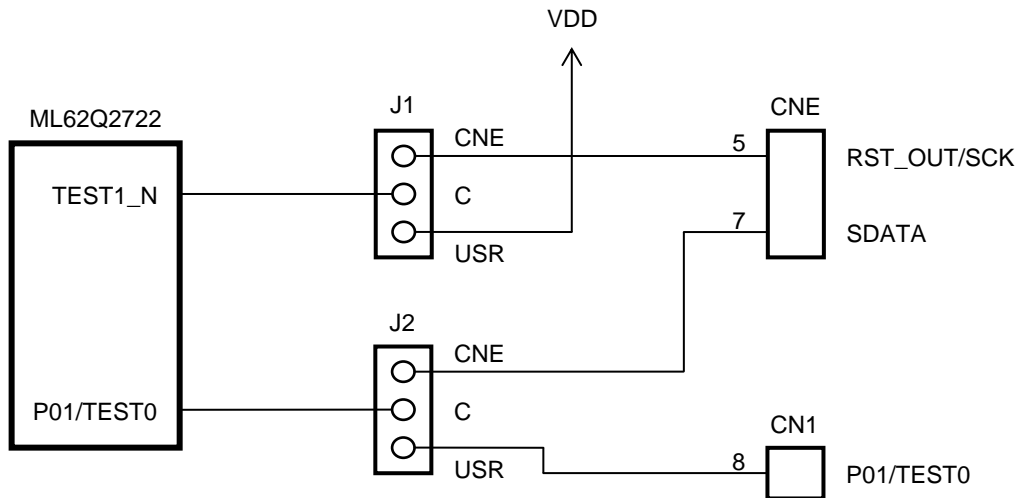 VDD
J1
CNE
ML62Q2722
CNE
5
RST_OUT/SCK
TEST1_N
C
7
SDATA
USR
J2
CNE
P01/TEST0
C
CN1
USR
8
P01/TEST0